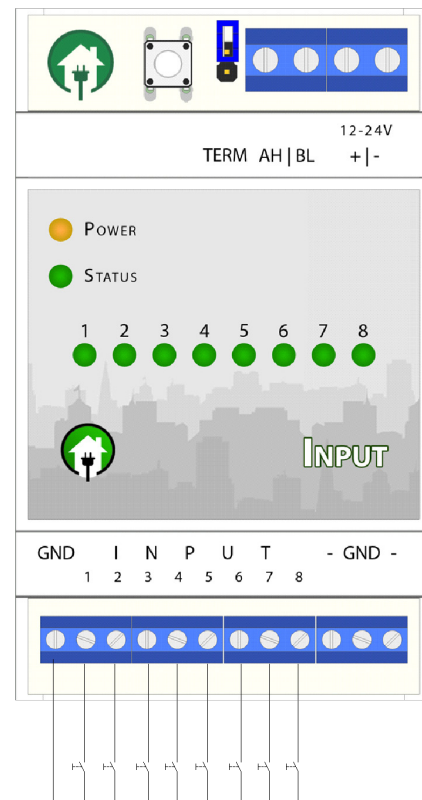 12-24V
TERM AH|BL +|-
POWER
STATUS
1 2 3 4 5 6 7 8
INPUT
GND I N P U T - GND -
1 2 3 4 5 6 7 8